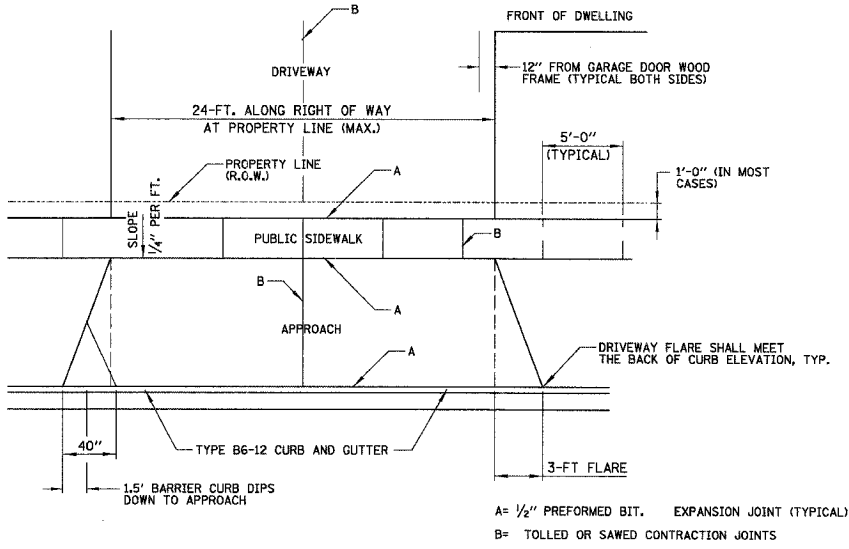 B
FRONT OF DWELLING
DRIVEWAY
12" FROM GARAGE DOOR WOOD
FRAME (TYPICAL BOTH SIDES)
24-FT. ALONG RIGHT OF WAY
AT PROPERTY LINE (MAX.)
5'-0"
(TYPICAL)
PROPERTY LINE
(R.O.W.)
A
1'-0" (IN MOST
CASES)
SLOPE
1/4" PER FT.
PUBLIC SIDEWALK
B
B
A
APPROACH
A
DRIVEWAY FLARE SHALL MEET
THE BACK OF CURB ELEVATION, TYP.
40"
TYPE B6-12 CURB AND GUTTER
3-FT FLARE
1.5' BARRIER CURB DIPS
DOWN TO APPROACH
A= 1/2" PREFORMED BIT. EXPANSION JOINT (TYPICAL)
B= TOLLED OR SAWED CONTRACTION JOINTS